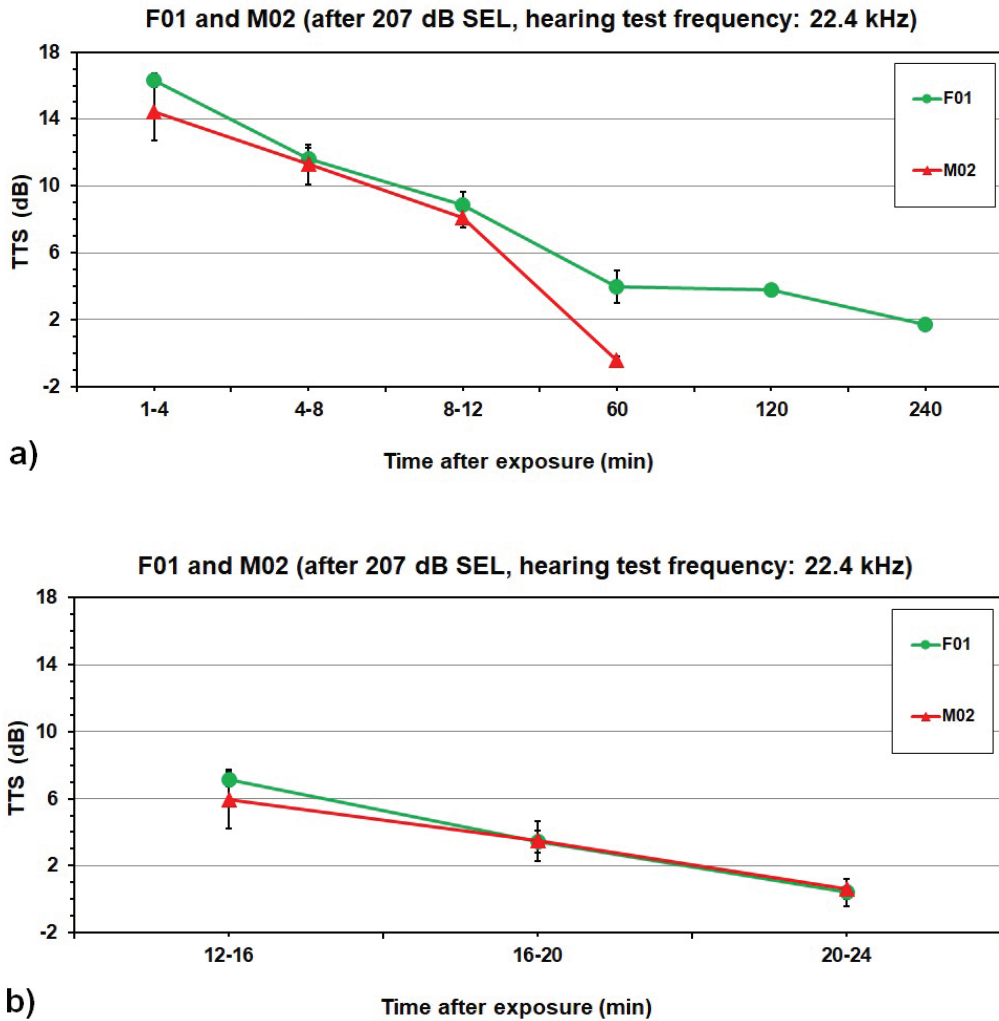 F01 and M02 (after 207 dB SEL, hearing test frequency: 22.4 kHz)
18
14
10
6
2
-2
TTS (dB)
F01
M02
1-4 4-8 8-12 60 120 240
Time after exposure (min)
a)
F01 and M02 (after 207 dB SEL, hearing test frequency: 22.4 kHz)
18
14
10
6
2
-2
TTS (dB)
F01
M02
12-16 16-20 20-24
Time after exposure (min)
b)